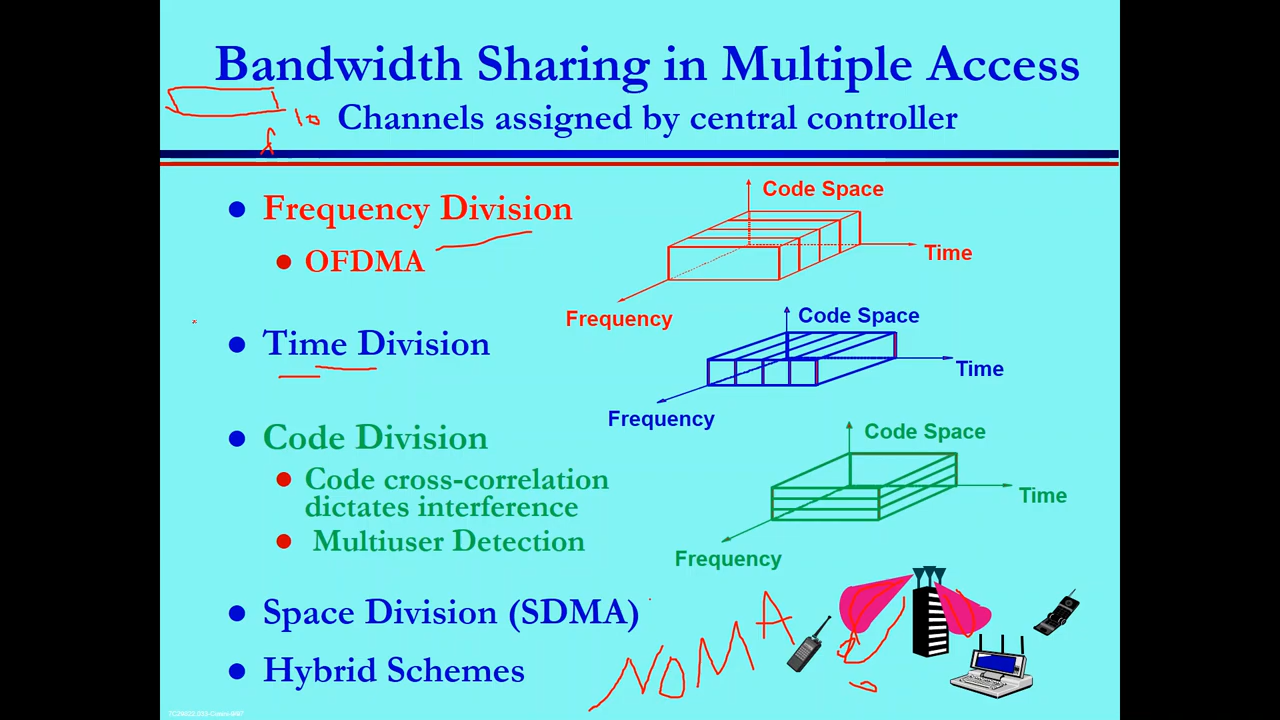 Bandwidth Sharing in Multiple Access
10 Channels assigned by central controller
f
Frequency Division
OFDMA
Code Space
Time
Frequency
Time Division
Code Space
Time
Frequency
Code Division
Code cross-correlation
dictates interference
Multiuser Detection
Code Space
Time
Frequency
Space Division (SDMA)
NOMA
Hybrid Schemes